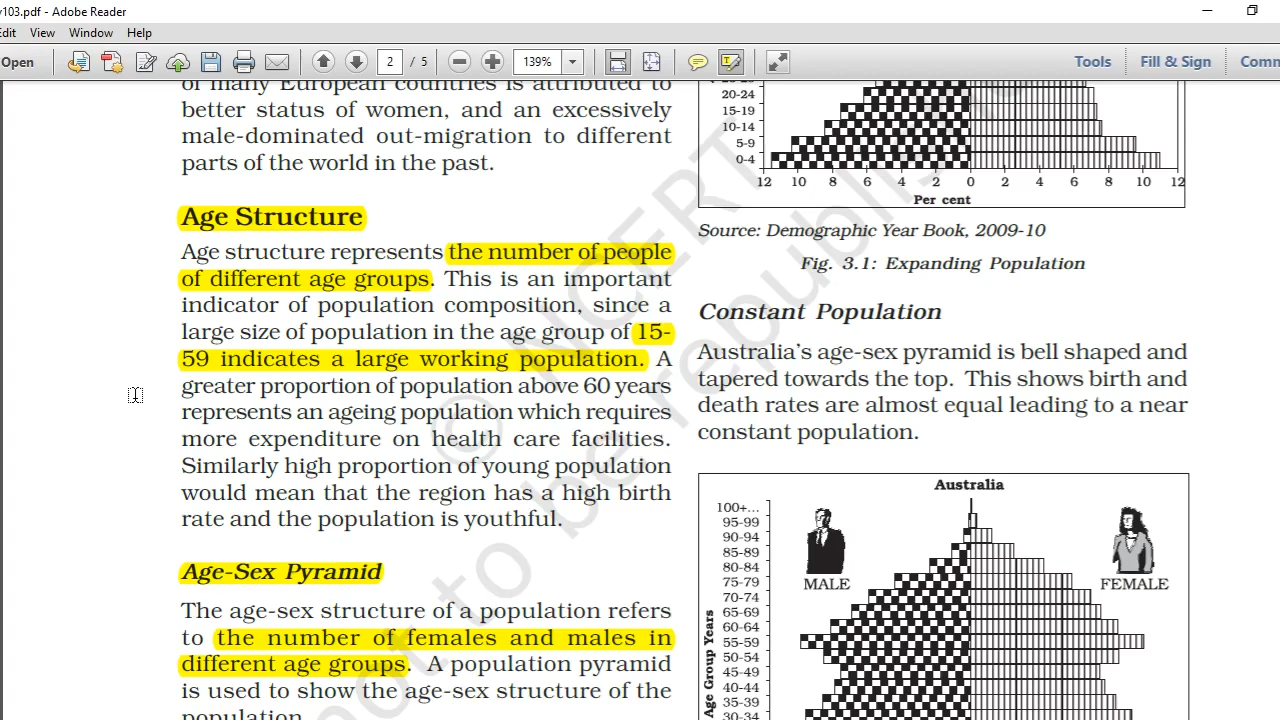 v103.pdf - Adobe Reader
Edit View Window Help
Open 2 / 5 139% Tools Fill & Sign Comm
of many European countries is attributed to
better status of women, and an excessively
male-dominated out-migration to different
parts of the world in the past.
Age Structure
Age structure represents the number of people
of different age groups. This is an important
indicator of population composition, since a
large size of population in the age group of 15-
59 indicates a large working population. A
greater proportion of population above 60 years
represents an ageing population which requires
more expenditure on health care facilities.
Similarly high proportion of young population
would mean that the region has a high birth
rate and the population is youthful.
Age-Sex Pyramid
The age-sex structure of a population refers
to the number of females and males in
different age groups. A population pyramid
is used to show the age-sex structure of the
population.
20-24
15-19
10-14
5-9
0-4
12 10 8 6 4 2 0 2 4 6 8 10 12
Per cent
Source: Demographic Year Book, 2009-10
Fig. 3.1: Expanding Population
Constant Population
Australia's age-sex pyramid is bell shaped and
tapered towards the top. This shows birth and
death rates are almost equal leading to a near
constant population.
Australia
100+...
95-99
90-94
85-89
80-84
75-79
70-74
65-69
60-64
55-59
50-54
45-49
40-44
35-39
30-34
Age Group Years
MALE
FEMALE
© NCERT
not to be republis